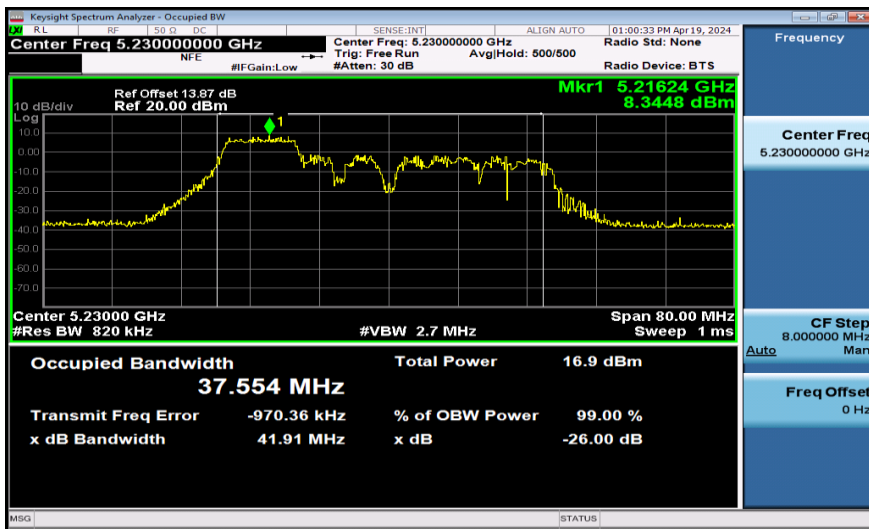 Keysight Spectrum Analyzer - Occupied BW
LXI RL RF 50 Ω DC SENSE:INT ALIGN AUTO 01:00:33 PM Apr 19, 2024
Center Freq 5.230000000 GHz Center Freq: 5.230000000 GHz Radio Std: None
NFE Trig: Free Run Avg|Hold: 500/500
#IFGain:Low #Atten: 30 dB Radio Device: BTS
Ref Offset 13.87 dB Mkr1 5.21624 GHz
10 dB/div Ref 20.00 dBm 8.3448 dBm
Log
1
10.0
0.00
-10.0
-20.0
-30.0
-40.0
-50.0
-60.0
-70.0
Center 5.23000 GHz Span 80.00 MHz
#Res BW 820 kHz #VBW 2.7 MHz Sweep 1 ms
Occupied Bandwidth Total Power 16.9 dBm
37.554 MHz
Transmit Freq Error -970.36 kHz % of OBW Power 99.00 %
x dB Bandwidth 41.91 MHz x dB -26.00 dB
MSG STATUS
Frequency
Center Freq
5.230000000 GHz
CF Step
8.000000 MHz
Auto Man
Freq Offset
0 Hz